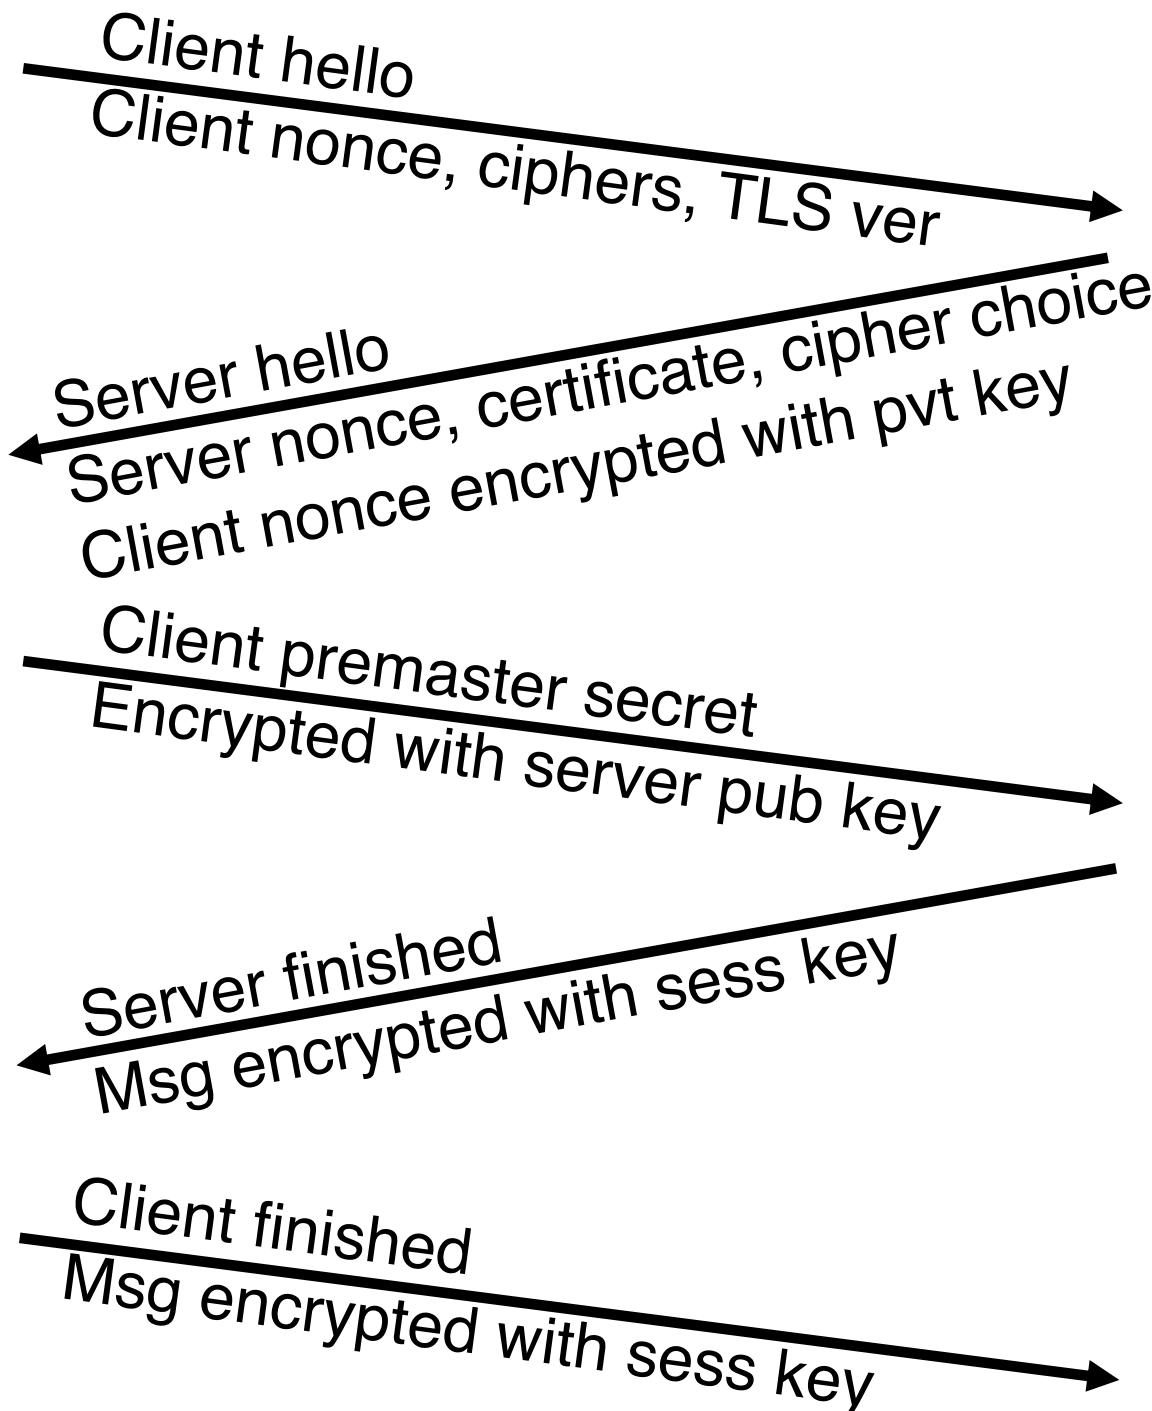 Client hello
Client nonce, ciphers, TLS ver
Server hello
Server nonce, certificate, cipher choice
Client nonce encrypted with pvt key
Client premaster secret
Encrypted with server pub key
Server finished
Msg encrypted with sess key
Client finished
Msg encrypted with sess key